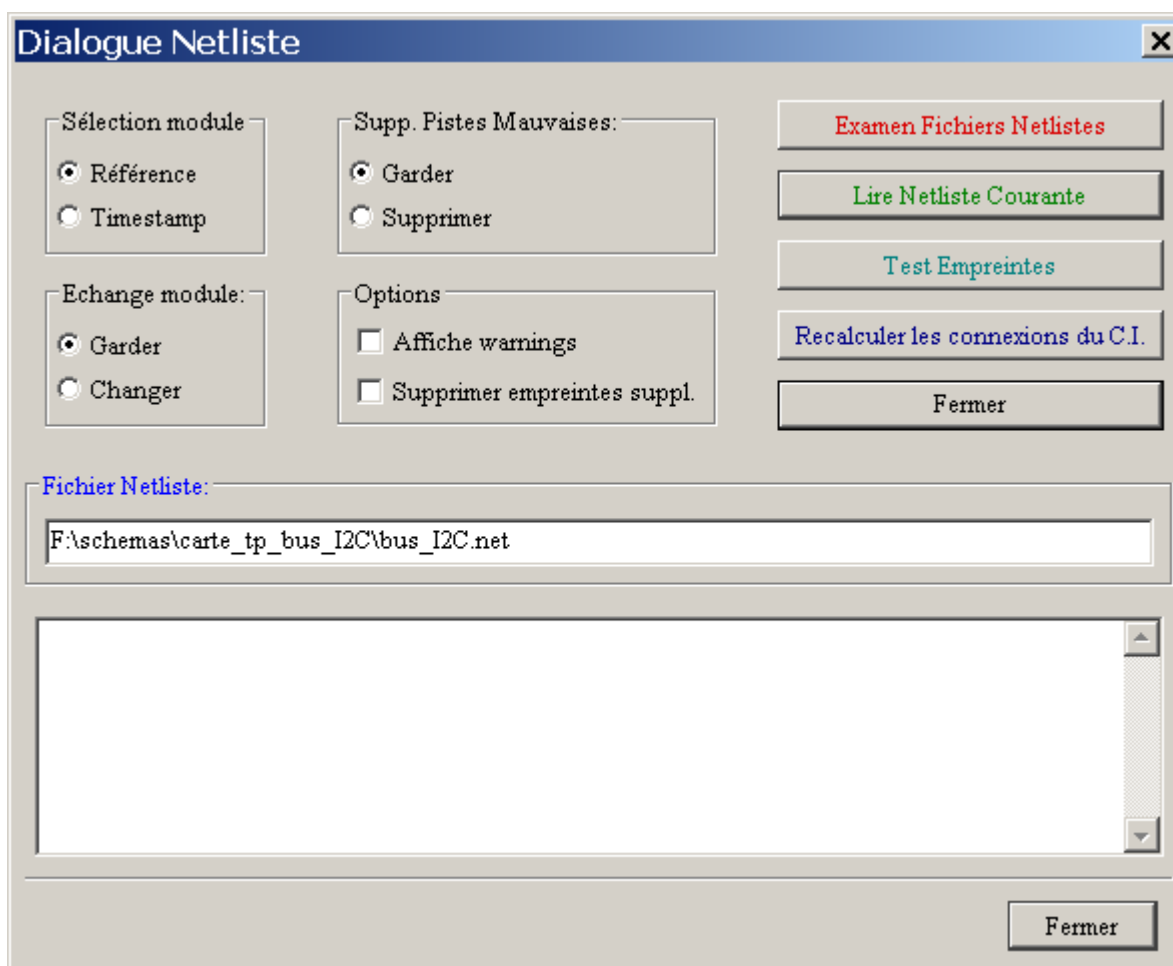 Dialogue Netliste
Sélection module
Référence
Timestamp
Supp. Pistes Mauvaises:
Garder
Supprimer
Echange module:
Garder
Changer
Options
Affiche warnings
Supprimer empreintes suppl.
Examen Fichiers Netlistes
Lire Netliste Courante
Test Empreintes
Recalculer les connexions du C.I.
Fermer
Fichier Netliste:
F:\schemas\carte_tp_bus_I2C\bus_I2C.net
Fermer